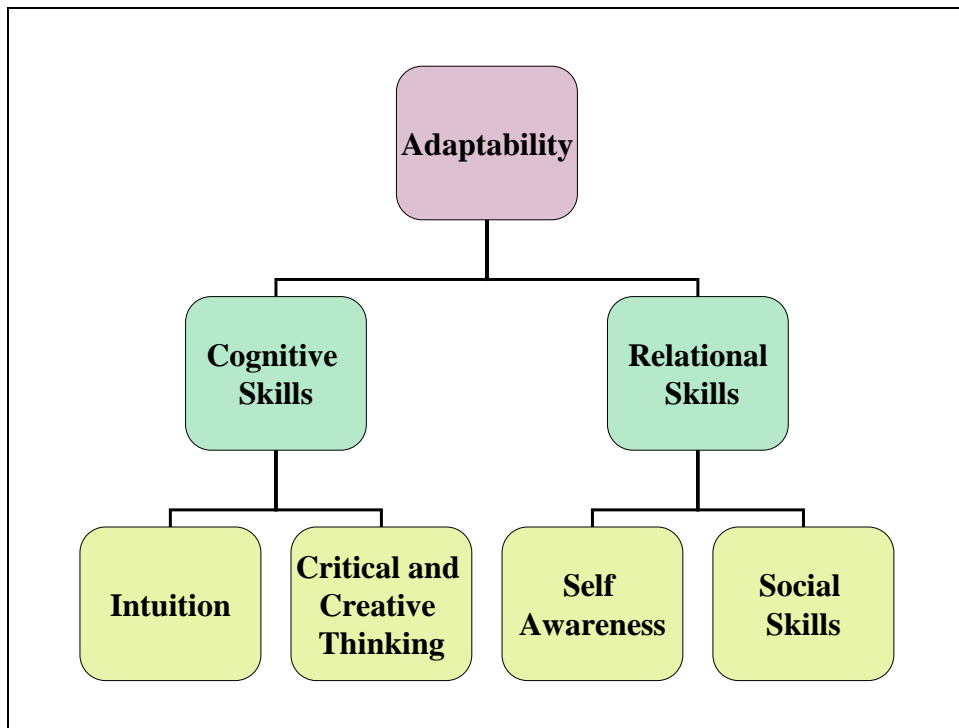 Adaptability
Cognitive
Skills
Relational
Skills
Intuition
Critical and
Creative
Thinking
Self
Awareness
Social
Skills